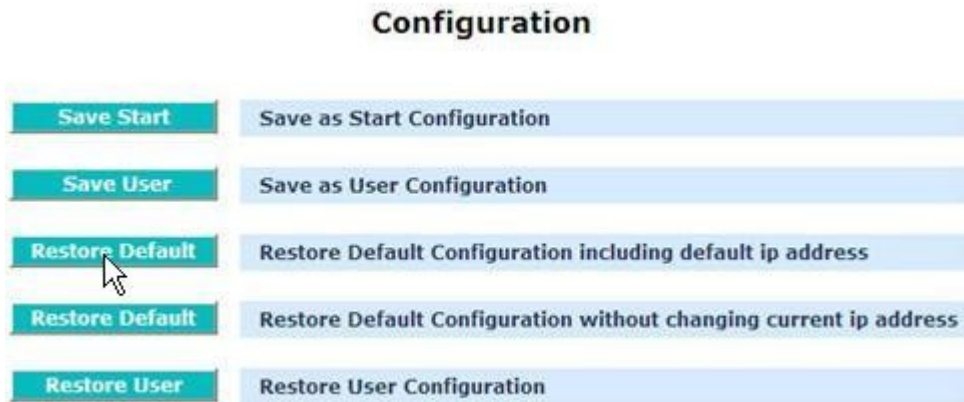 Configuration
Save Start Save as Start Configuration
Save User Save as User Configuration
Restore Default Restore Default Configuration including default ip address
Restore Default Restore Default Configuration without changing current ip address
Restore User Restore User Configuration